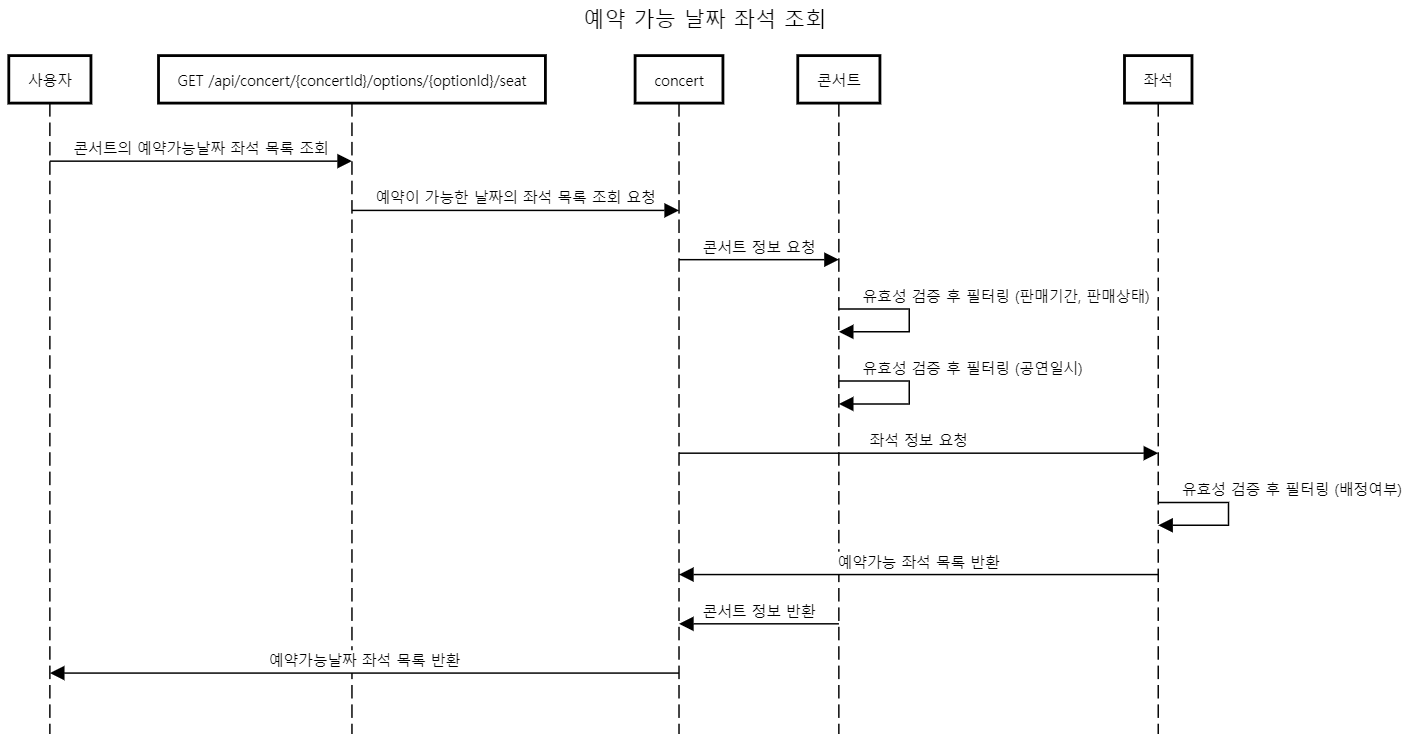 예약 가능 날짜 좌석 조회
사용자
GET /api/concert/{concertId}/options/{optionId}/seat
concert
콘서트
좌석
콘서트의 예약가능날짜 좌석 목록 조회
예약이 가능한 날짜의 좌석 목록 조회 요청
콘서트 정보 요청
유효성 검증 후 필터링 (판매기간, 판매상태)
유효성 검증 후 필터링 (공연일시)
좌석 정보 요청
유효성 검증 후 필터링 (배정여부)
예약가능 좌석 목록 반환
콘서트 정보 반환
예약가능날짜 좌석 목록 반환